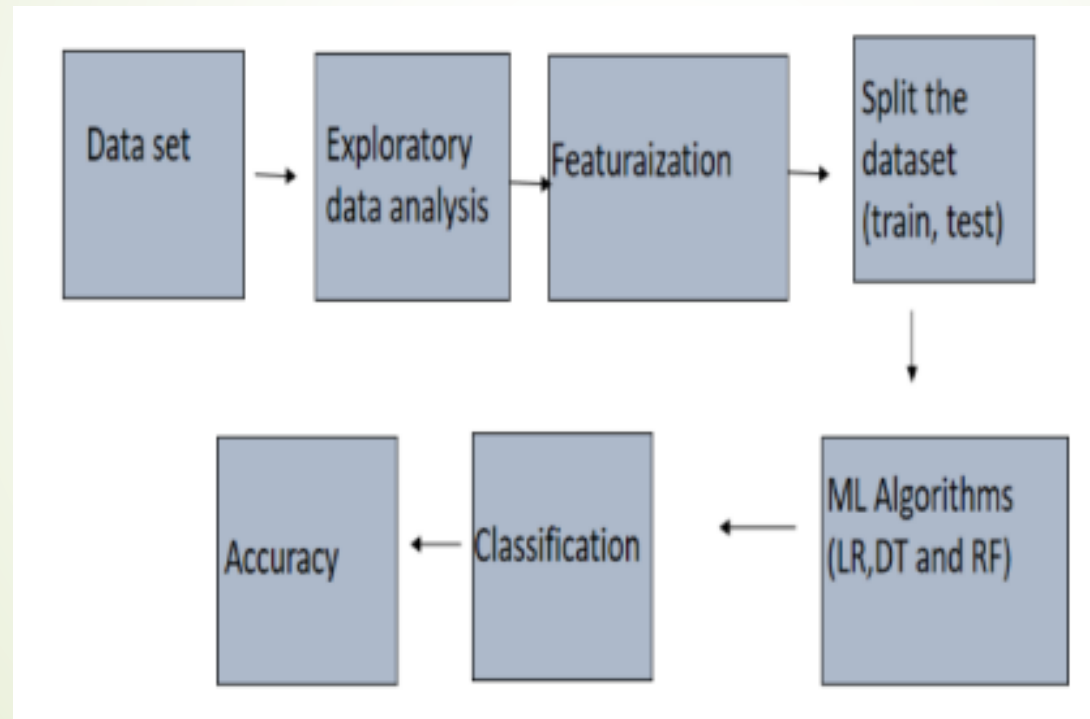 Data set
Exploratory
data analysis
Featuraization
Split the
dataset
(train, test)
ML Algorithms
(LR,DT and RF)
Classification
Accuracy